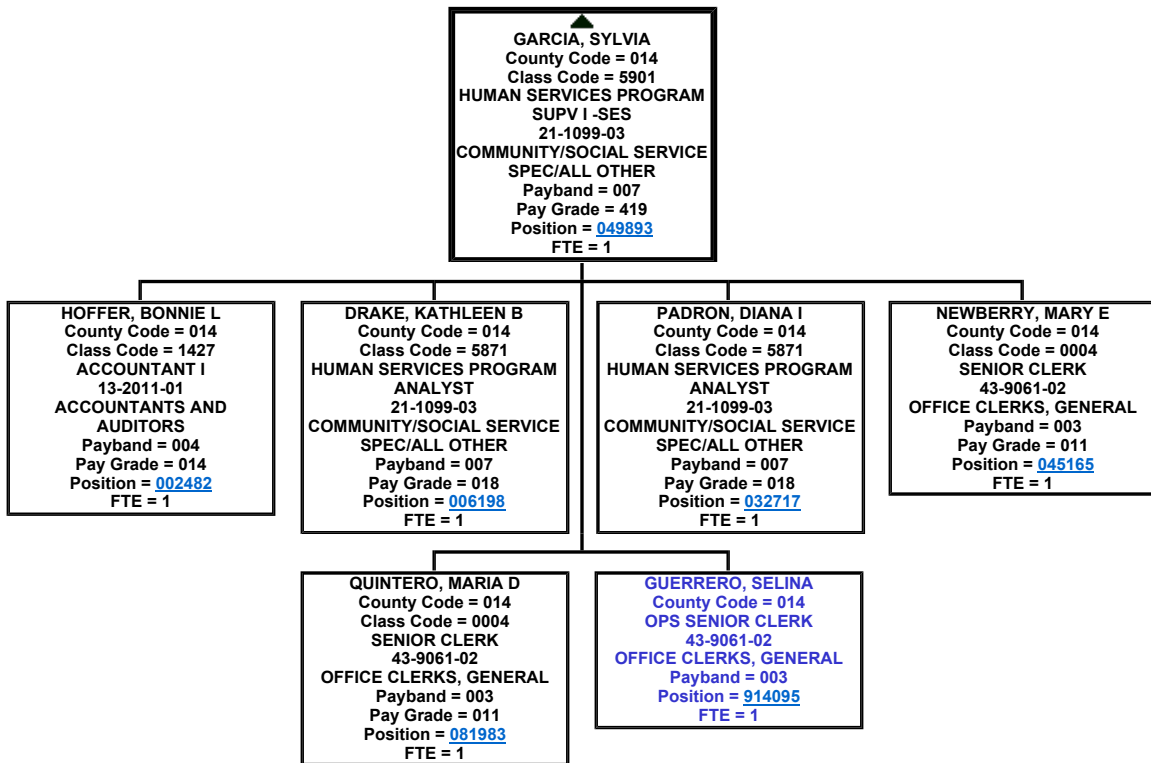 GARCIA, SYLVIA
County Code = 014
Class Code = 5901
HUMAN SERVICES PROGRAM
SUPV I -SES
21-1099-03
COMMUNITY/SOCIAL SERVICE
SPEC/ALL OTHER
Payband = 007
Pay Grade = 419
Position = 049893
FTE = 1
HOFFER, BONNIE L
County Code = 014
Class Code = 1427
ACCOUNTANT I
13-2011-01
ACCOUNTANTS AND
AUDITORS
Payband = 004
Pay Grade = 014
Position = 002482
FTE = 1
DRAKE, KATHLEEN B
County Code = 014
Class Code = 5871
HUMAN SERVICES PROGRAM
ANALYST
21-1099-03
COMMUNITY/SOCIAL SERVICE
SPEC/ALL OTHER
Payband = 007
Pay Grade = 018
Position = 006198
FTE = 1
PADRON, DIANA I
County Code = 014
Class Code = 5871
HUMAN SERVICES PROGRAM
ANALYST
21-1099-03
COMMUNITY/SOCIAL SERVICE
SPEC/ALL OTHER
Payband = 007
Pay Grade = 018
Position = 032717
FTE = 1
NEWBERRY, MARY E
County Code = 014
Class Code = 0004
SENIOR CLERK
43-9061-02
OFFICE CLERKS, GENERAL
Payband = 003
Pay Grade = 011
Position = 045165
FTE = 1
QUINTERO, MARIA D
County Code = 014
Class Code = 0004
SENIOR CLERK
43-9061-02
OFFICE CLERKS, GENERAL
Payband = 003
Pay Grade = 011
Position = 081983
FTE = 1
GUERRERO, SELINA
County Code = 014
OPS SENIOR CLERK
43-9061-02
OFFICE CLERKS, GENERAL
Payband = 003
Position = 914095
FTE = 1